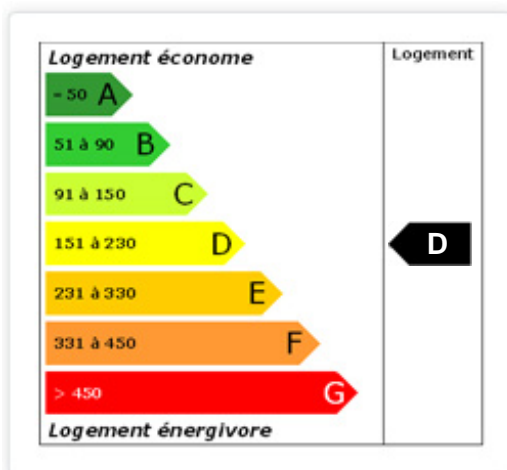 Logement économe
Logement
= 50 A
51 à 90 B
91 à 150 C
151 à 230 D
D
231 à 330 E
331 à 450 F
> 450 G
Logement énergivore